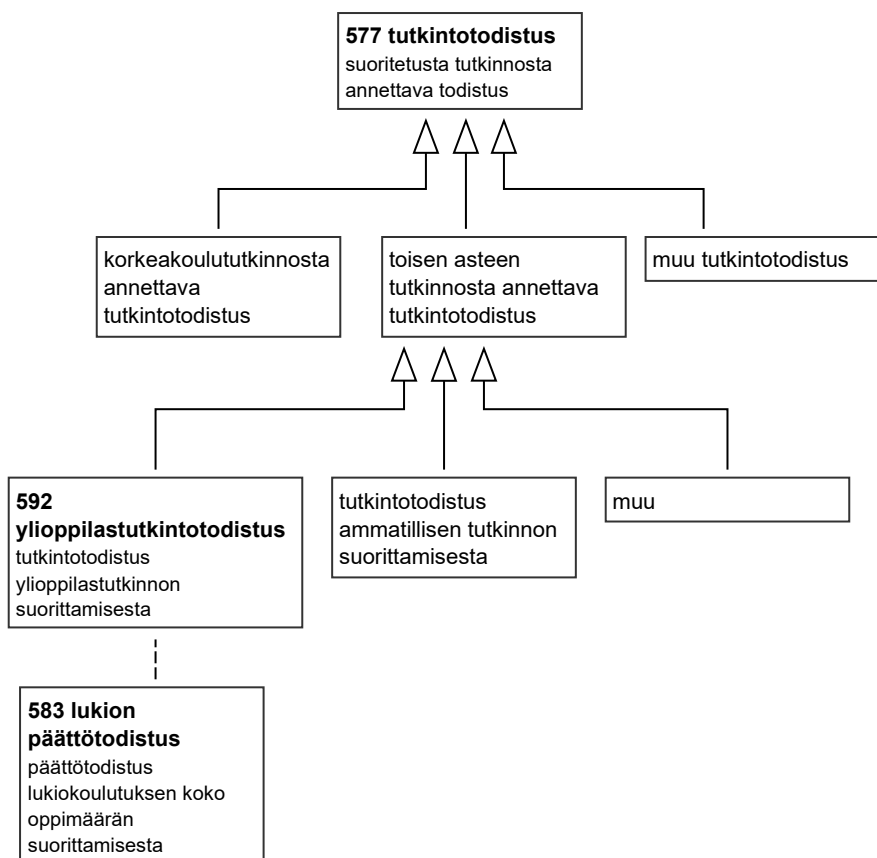 577 tutkintotodistus
suoritetusta tutkinnosta
annettava todistus
korkeakoulututkinnosta
annettava
tutkintotodistus
toisen asteen
tutkinnosta annettava
tutkintotodistus
muu tutkintotodistus
592
ylioppilastutkintotodistus
tutkintotodistus
ylioppilastutkinnon
suorittamisesta
tutkintotodistus
ammatillisen tutkinnon
suorittamisesta
muu
583 lukion
päättötodistus
päättötodistus
lukiokoulutuksen koko
oppimäärän
suorittamisesta